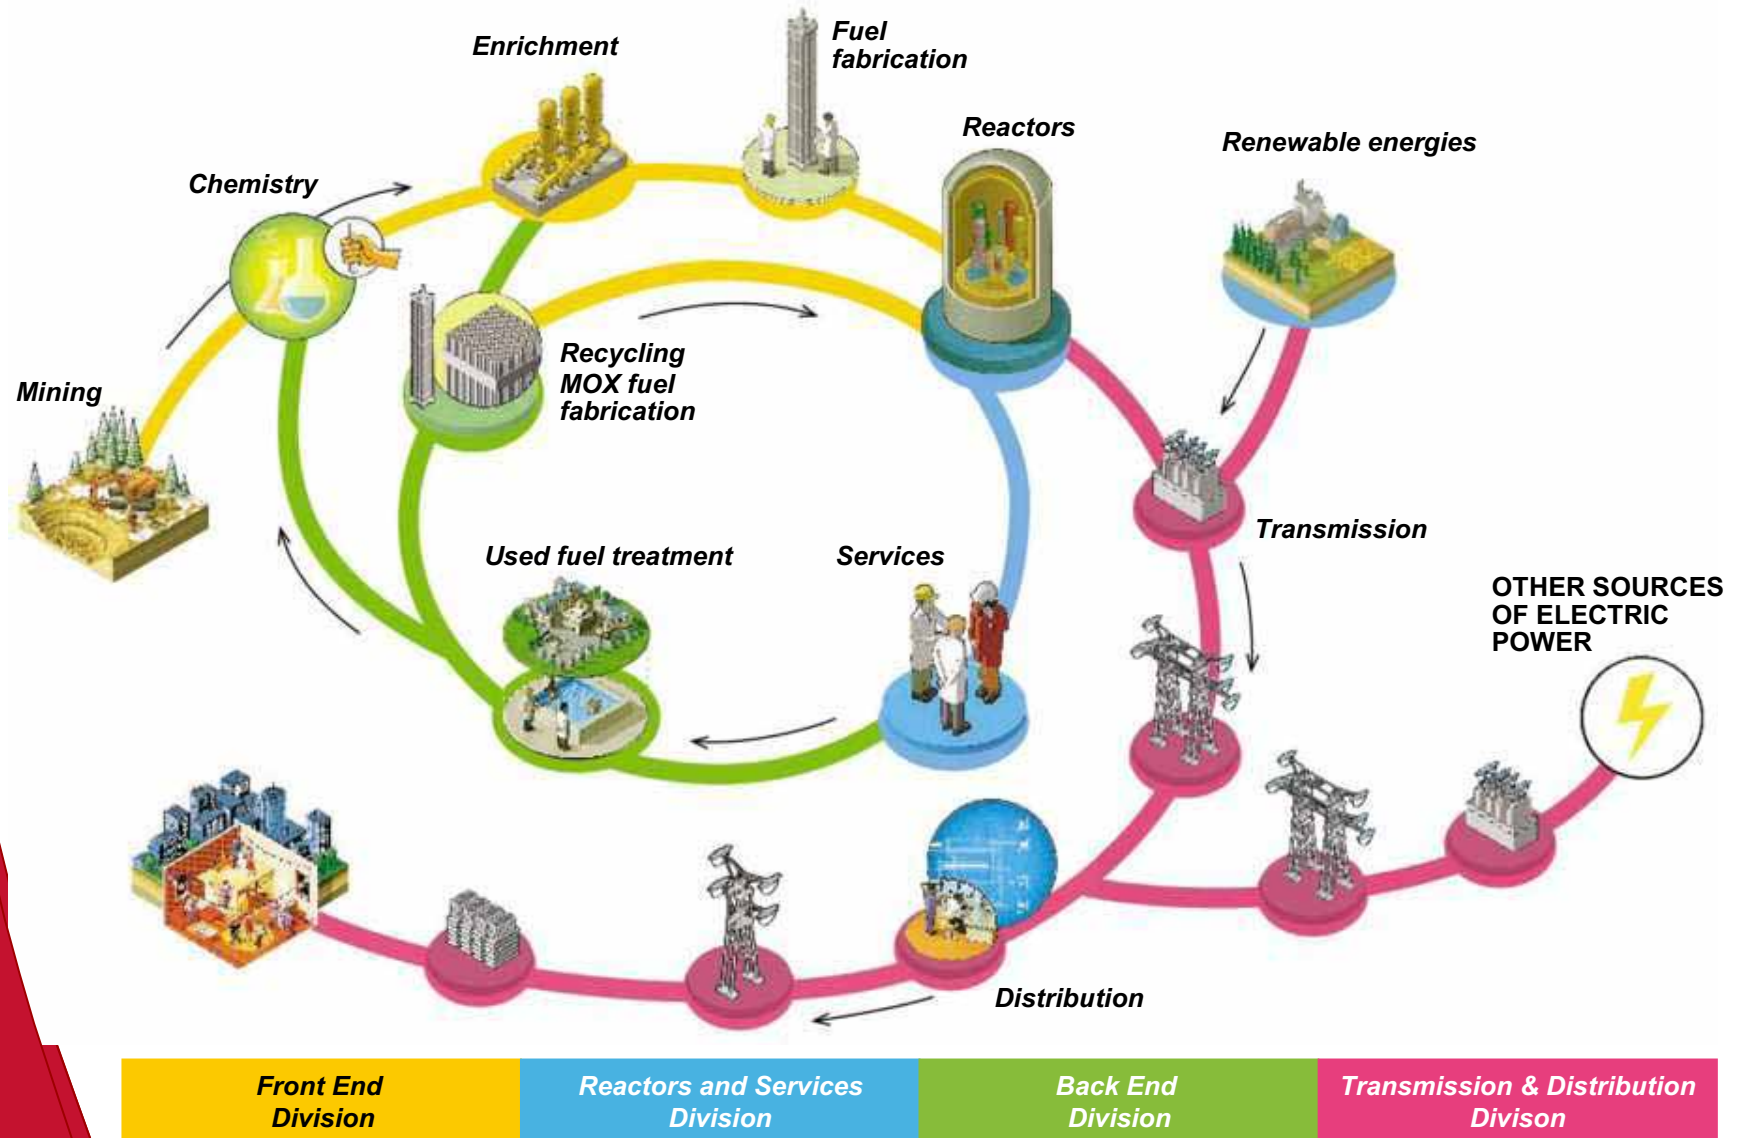 Enrichment
Fuel
fabrication
Reactors
Renewable energies
Chemistry
Recycling
MOX fuel
fabrication
Mining
Used fuel treatment
Services
Transmission
OTHER SOURCES
OF ELECTRIC
POWER
Distribution
Front End
Division
Reactors and Services
Division
Back End
Division
Transmission & Distribution
Divison